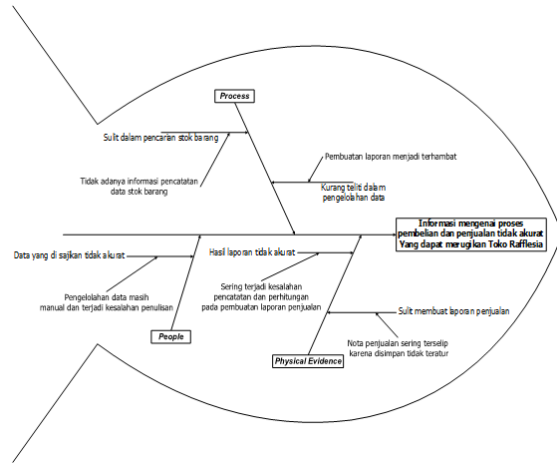 Process
Sulit dalam pencarian stok barang
Pembuatan laporan menjadi terhambat
Tidak adanya informasi pencatatan
data stok barang
Kurang teliti dalam
pengelolahan data
Informasi mengenai proses
pembelian dan penjualan tidak akurat
Yang dapat merugikan Toko Rafflesia
Data yang di sajikan tidak akurat
Hasil laporan tidak akurat
Pengelolahan data masih
manual dan terjadi kesalahan penulisan
Sering terjadi kesalahan
pencatatan dan perhitungan
pada pembuatan laporan penjualan
Sulit membuat laporan penjualan
People
Nota penjualan sering terselip
karena disimpan tidak teratur
Physical Evidence